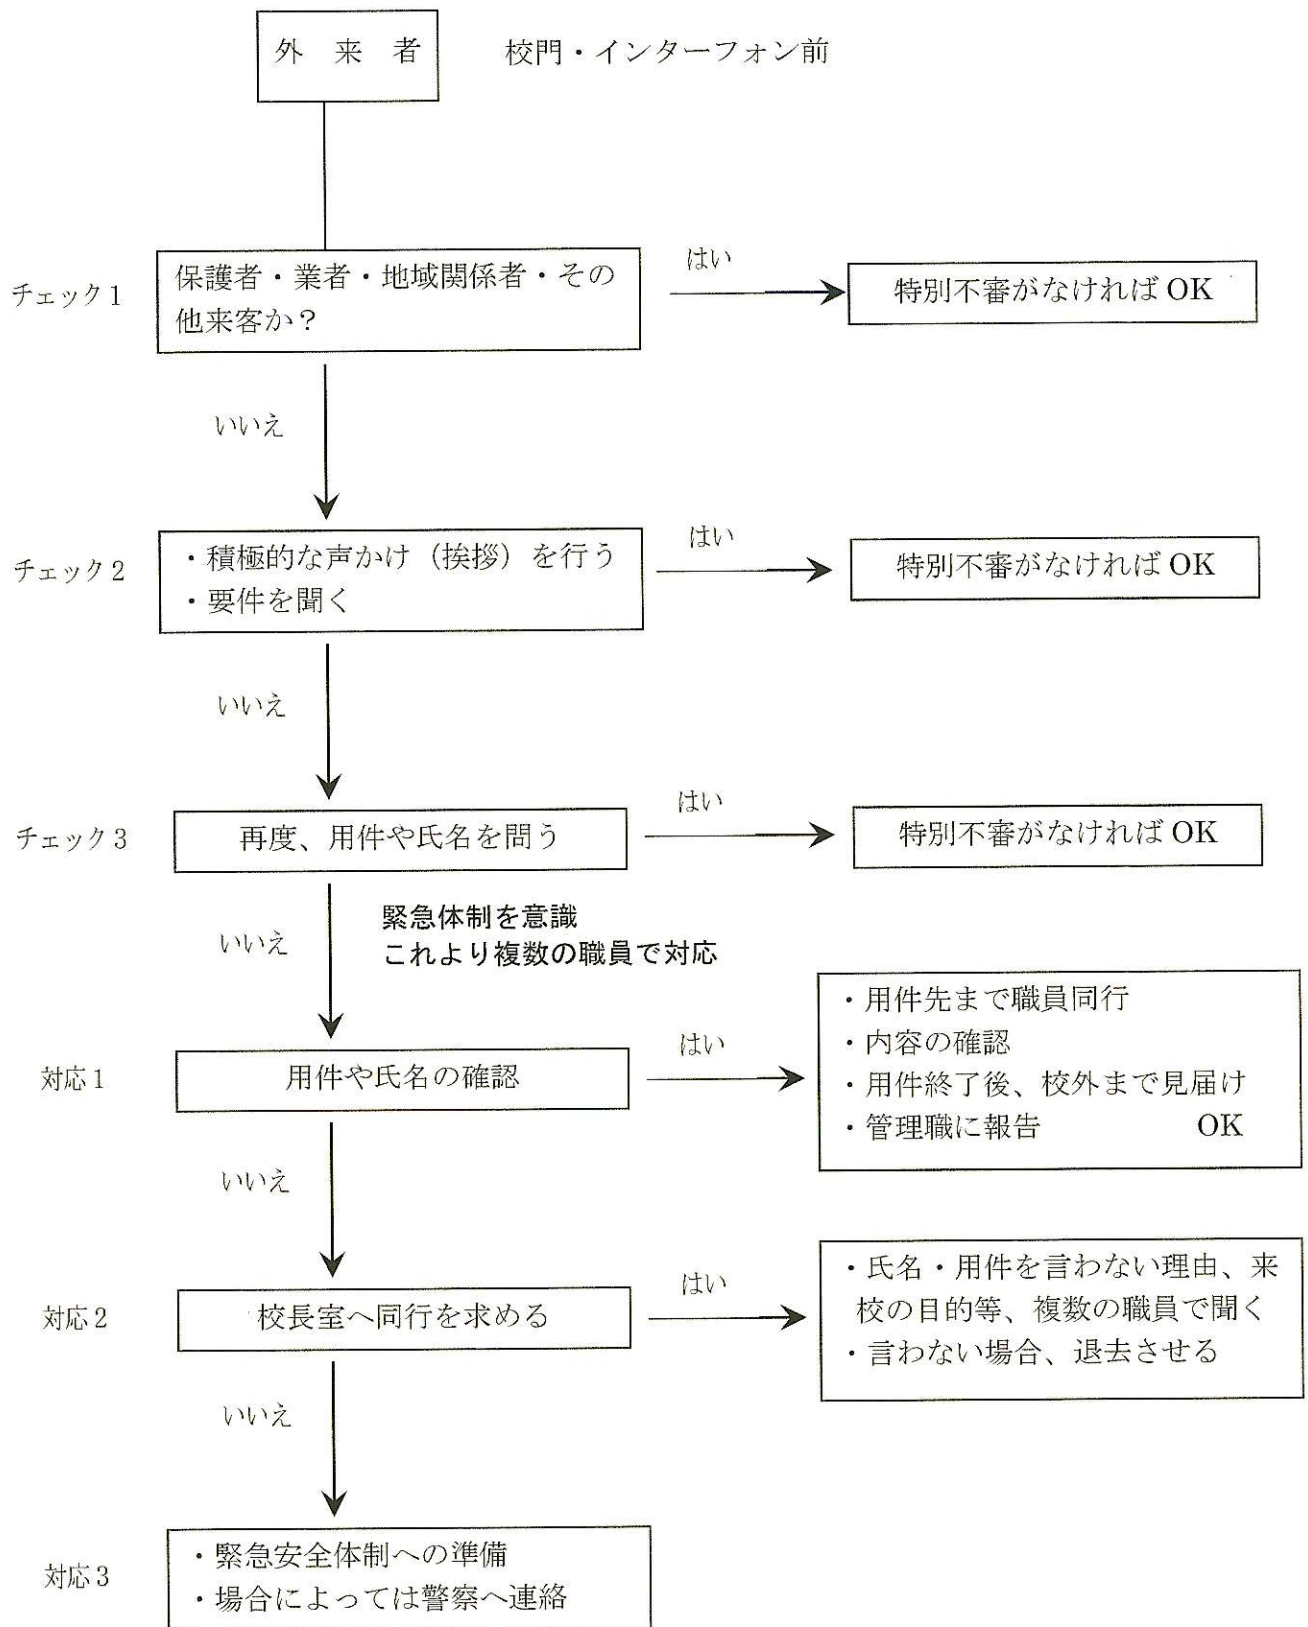 外 来 者
校門・インターフォン前
チェック1
保護者・業者・地域関係者・その
他来客か?
はい
特別不審がなければ OK
いいえ
チェック2
・積極的な声かけ(挨拶)を行う
・要件を聞く
はい
特別不審がなければ OK
いいえ
チェック3
再度、用件や氏名を問う
はい
特別不審がなければ OK
いいえ
緊急体制を意識
これより複数の職員で対応
対応1
用件や氏名の確認
はい
・用件先まで職員同行
・内容の確認
・用件終了後、校外まで見届け
・管理職に報告 OK
いいえ
対応2
校長室へ同行を求める
はい
・氏名・用件を言わない理由、来
校の目的等、複数の職員で聞く
・言わない場合、退去させる
いいえ
対応3
・緊急安全体制への準備
・場合によっては警察へ連絡